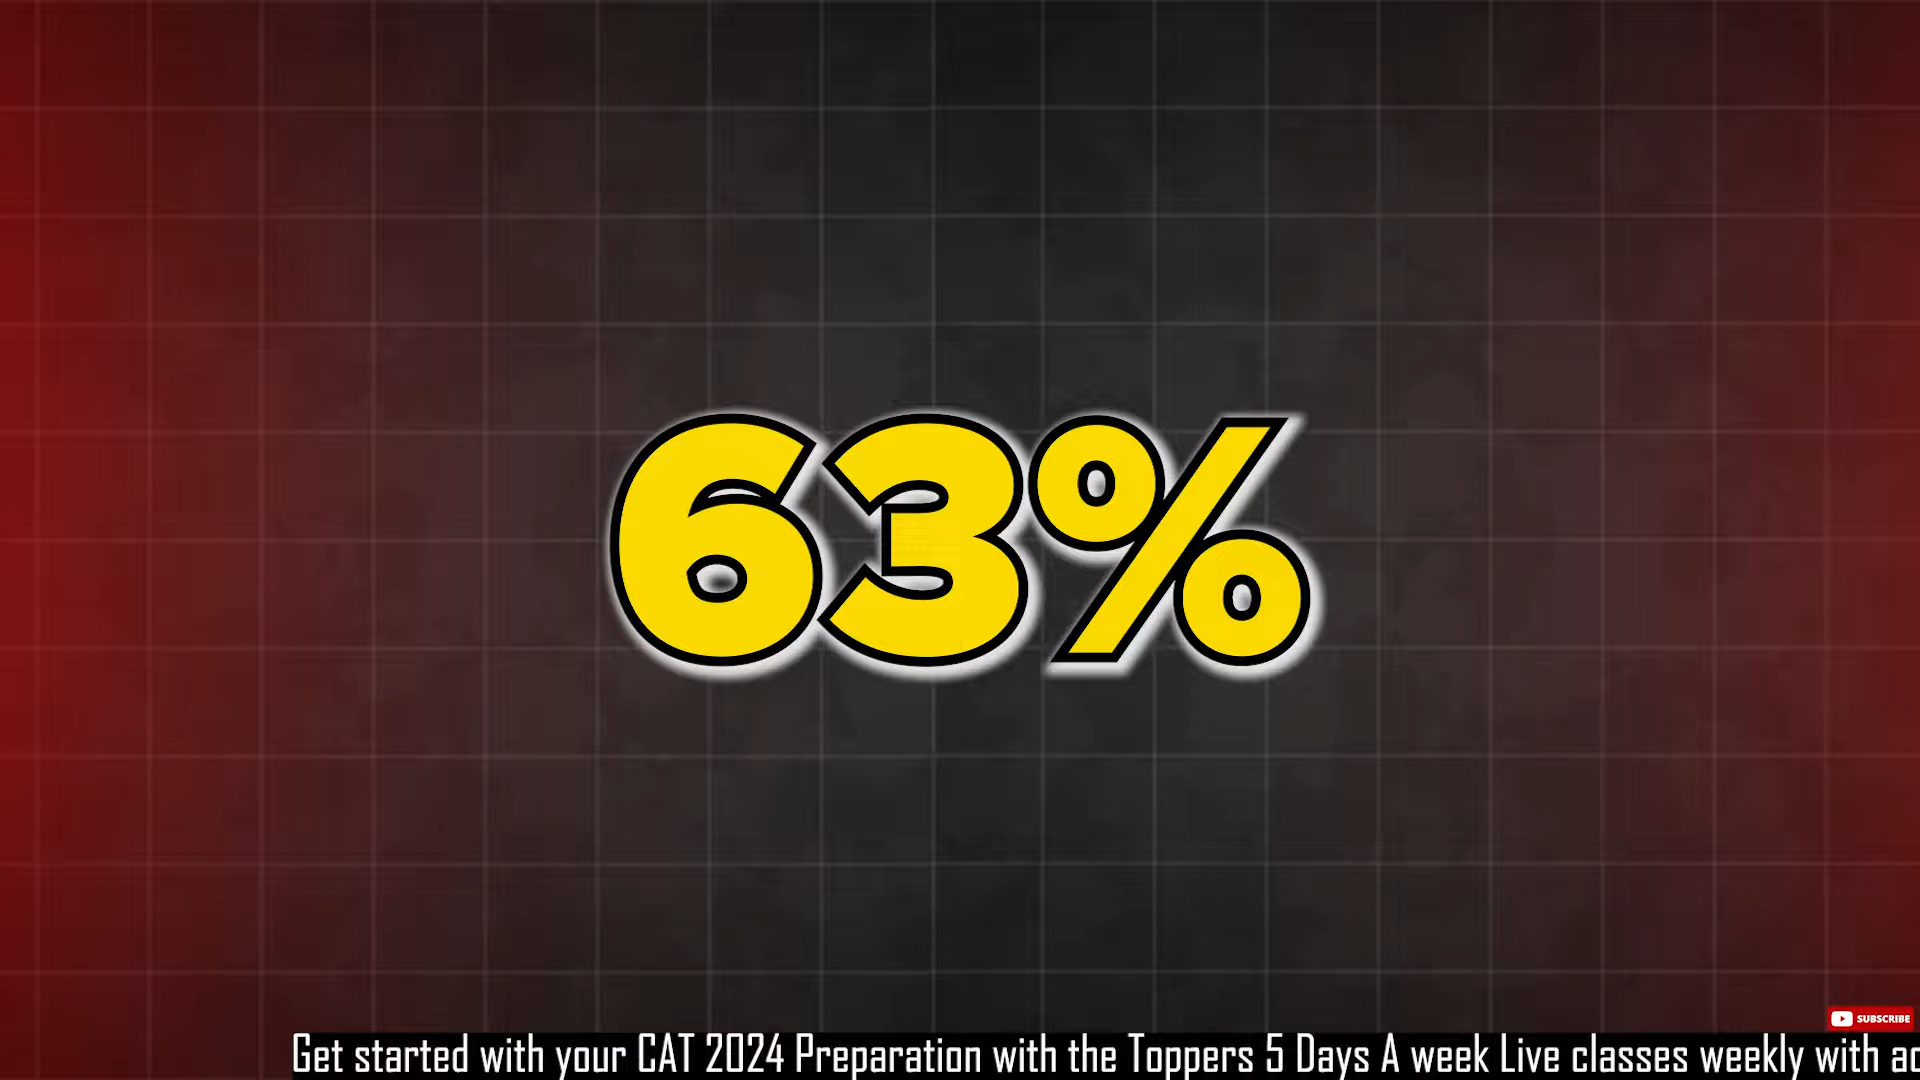 63%
SUBSCRIBE
Get started with your CAT 2024 Preparation with the Toppers 5 Days A week Live classes weekly with